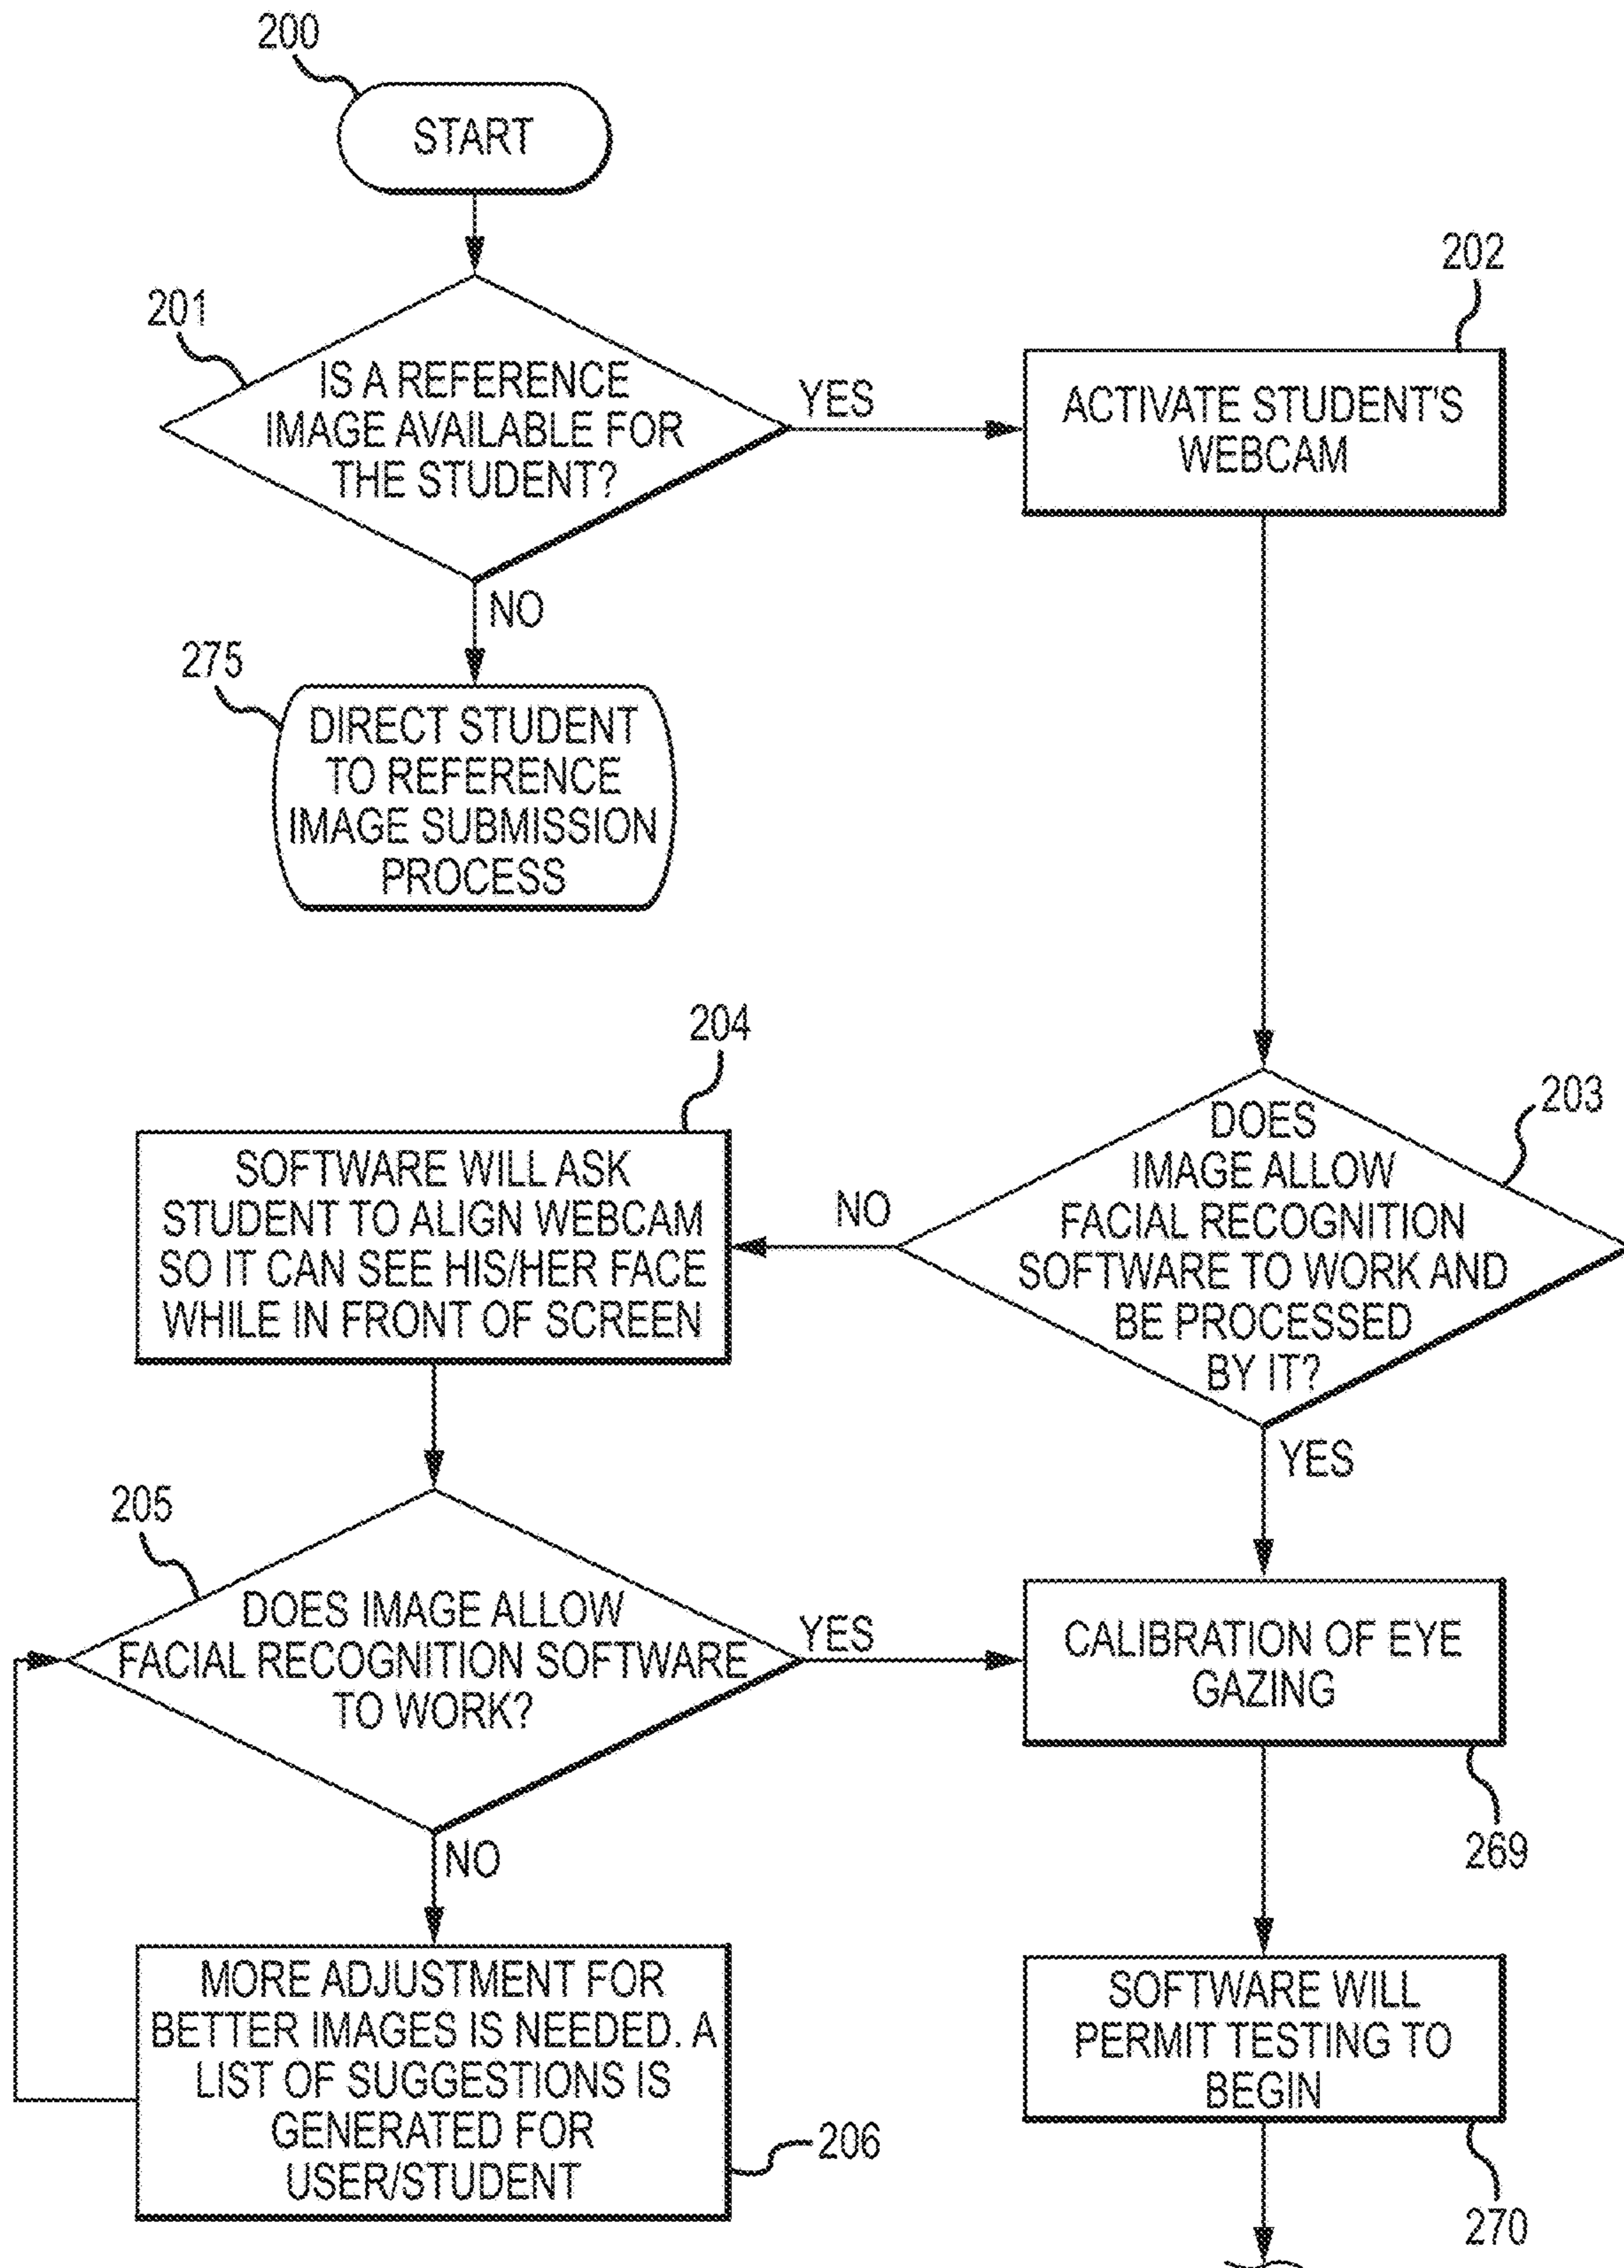 200
START
201
IS A REFERENCE
IMAGE AVAILABLE FOR
THE STUDENT?
YES
202
ACTIVATE STUDENT'S
WEBCAM
NO
275
DIRECT STUDENT
TO REFERENCE
IMAGE SUBMISSION
PROCESS
204
SOFTWARE WILL ASK
STUDENT TO ALIGN WEBCAM
SO IT CAN SEE HIS/HER FACE
WHILE IN FRONT OF SCREEN
NO
203
DOES
IMAGE ALLOW
FACIAL RECOGNITION
SOFTWARE TO WORK AND
BE PROCESSED
BY IT?
YES
205
DOES IMAGE ALLOW
FACIAL RECOGNITION SOFTWARE
TO WORK?
YES
CALIBRATION OF EYE
GAZING
269
NO
MORE ADJUSTMENT FOR
BETTER IMAGES IS NEEDED. A
LIST OF SUGGESTIONS IS
GENERATED FOR
USER/STUDENT
206
SOFTWARE WILL
PERMIT TESTING TO
BEGIN
270